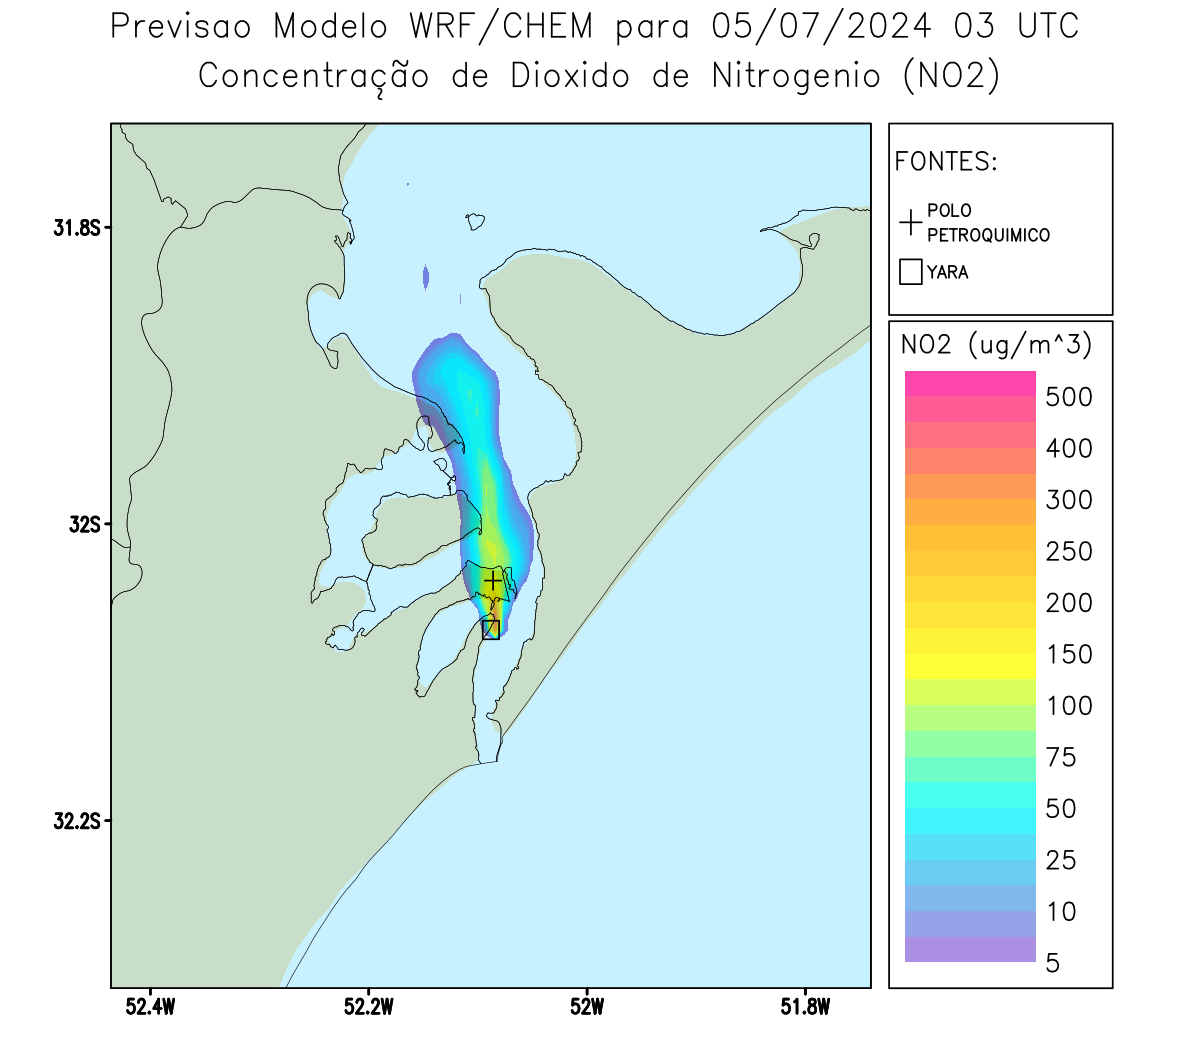 Previsao Modelo WRF/CHEM para 05/07/2024 03 UTC
Concentração de Dioxido de Nitrogenio (NO2)
FONTES:
POLO
PETROQUIMICO
YARA
NO2 (ug/m^3)
500
400
300
250
200
150
100
75
50
25
10
5
31.8S
32S
32.2S
52.4W
52.2W
52W
51.8W